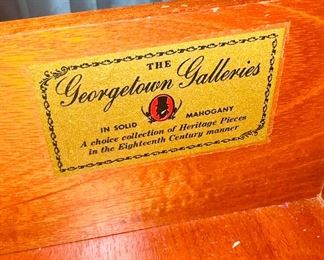 THE
Georgetown Galleries
IN SOLID MAHOGANY
A choice collection of Heritage Pieces
in the Eighteenth Century manner